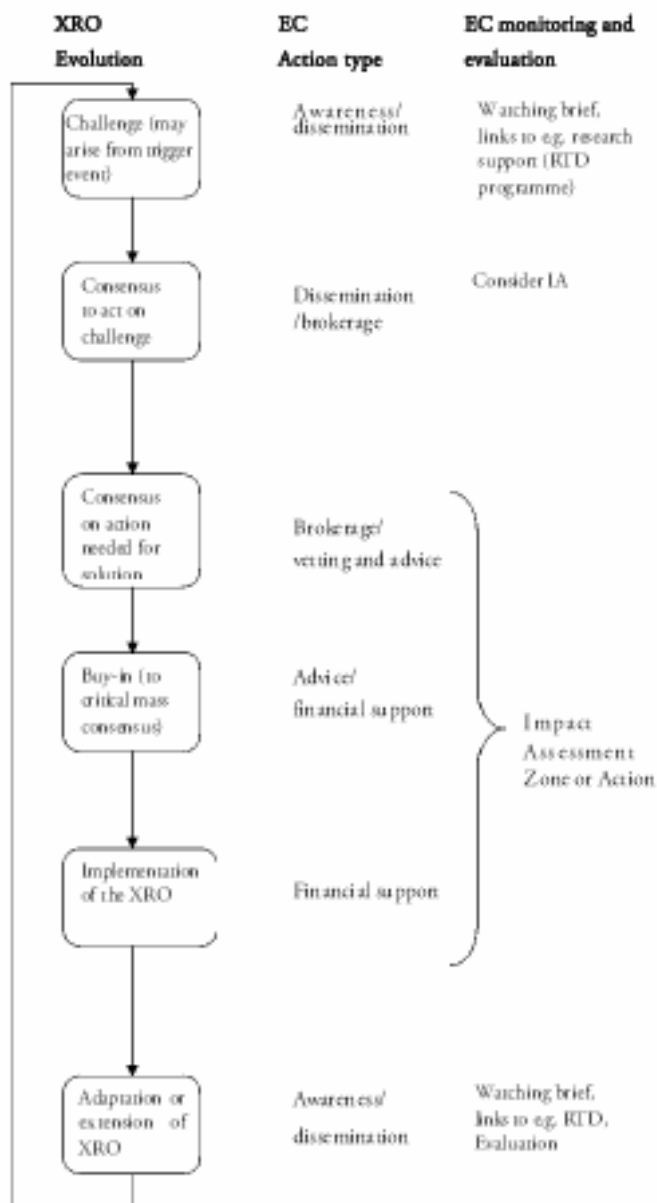 XRO
Evolution
EC
Action type
EC monitoring and
evaluation
Challenge (may
arise from trigger
event)
Awareness/
dissemination
Watching brief,
links to e.g. research
support (RTD
programme)
Consensus
to act on
challenge
Dissemination
/brokerage
Consider IA
Consensus
on action
needed for
solution
Brokerage/
vetting and advice
Buy-in (to
critical mass
consensus)
Advice/
financial support
Impact
Assessment
Zone or Action
Implementation
of the XRO
Financial support
Adaptation or
extension of
XRO
Awareness/
dissemination
Watching brief,
links to e.g. RTD,
Evaluation